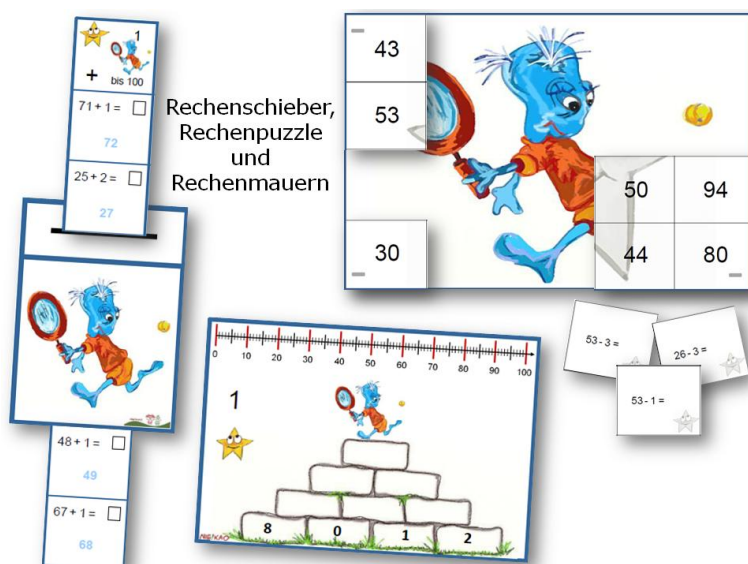 1
+ bis 100
71 + 1 =
72
25 + 2 =
27
Rechenschieber,
Rechenpuzzle
und
Rechenmauern
43
53
30
50 94
44 80
53 - 3 =
26 - 3 =
53 - 1 =
0 10 20 30 40 50 60 70 80 90 100
1
8 0 1 2
48 + 1 =
49
67 + 1 =
68